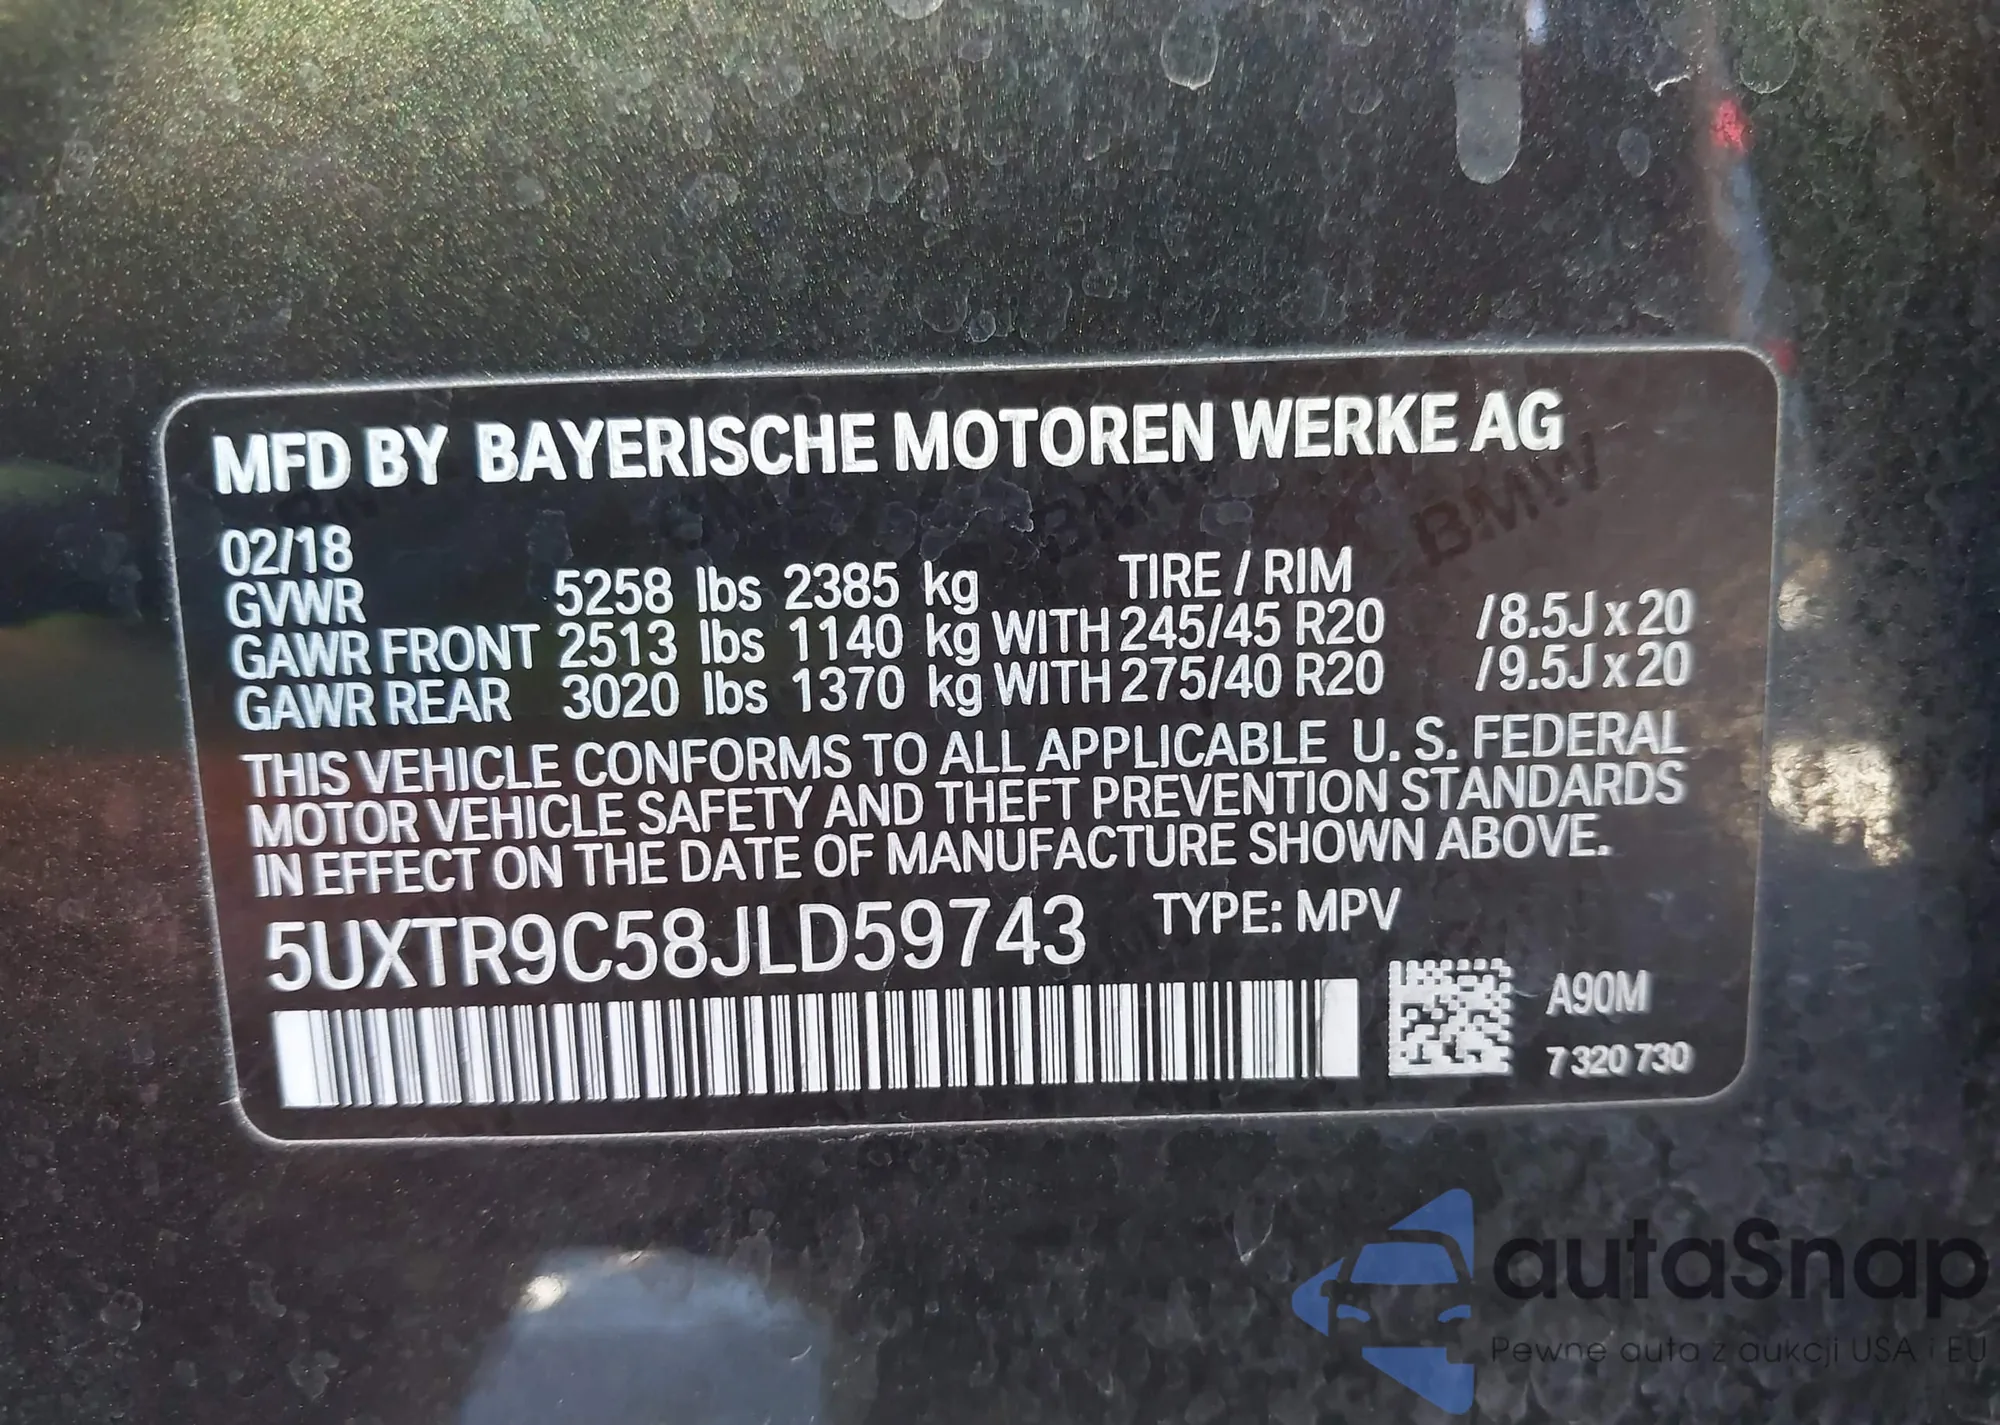 MFD BY BAYERISCHE MOTOREN WERKE AG
02/18
GVWR 5258 lbs 2385 kg TIRE / RIM
GAWR FRONT 2513 lbs 1140 kg WITH 245/45 R20 /8.5J x 20
GAWR REAR 3020 lbs 1370 kg WITH 275/40 R20 /9.5J x 20
THIS VEHICLE CONFORMS TO ALL APPLICABLE U. S. FEDERAL
MOTOR VEHICLE SAFETY AND THEFT PREVENTION STANDARDS
IN EFFECT ON THE DATE OF MANUFACTURE SHOWN ABOVE.
5UXTR9C58JLD59743 TYPE: MPV
A90M
7 320 730
BMW
BMW
autaSnap
Pewne auta z aukcji USA i EU